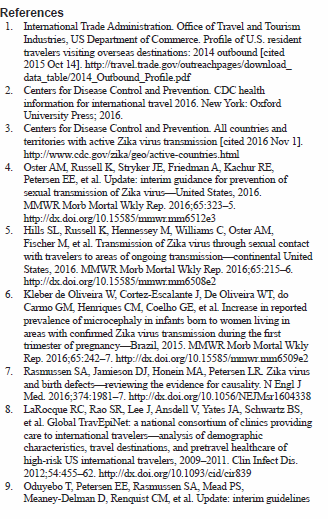 References
1. International Trade Administration. Office of Travel and Tourism
Industries, US Department of Commerce. Profile of U.S. resident
travelers visiting overseas destinations: 2014 outbound [cited
2015 Oct 14]. http://travel.trade.gov/outreachpages/download_
data_table/2014_Outbound_Profile.pdf
2. Centers for Disease Control and Prevention. CDC health
information for international travel 2016. New York: Oxford
University Press; 2016.
3. Centers for Disease Control and Prevention. All countries and
territories with active Zika virus transmission [cited 2016 Nov 1].
http://www.cdc.gov/zika/geo/active-countries.html
4. Oster AM, Russell K, Stryker JE, Friedman A, Kachur RE,
Petersen EE, et al. Update: interim guidance for prevention of
sexual transmission of Zika virus—United States, 2016.
MMWR Morb Mortal Wkly Rep. 2016;65:323–5.
http://dx.doi.org/10.15585/mmwr.mm6512e3
5. Hills SL, Russell K, Hennessey M, Williams C, Oster AM,
Fischer M, et al. Transmission of Zika virus through sexual contact
with travelers to areas of ongoing transmission—continental United
States, 2016. MMWR Morb Mortal Wkly Rep. 2016;65:215–6.
http://dx.doi.org/10.15585/mmwr.mm6508e2
6. Kleber de Oliveira W, Cortez-Escalante J, De Oliveira WT, do
Carmo GM, Henriques CM, Coelho GE, et al. Increase in reported
prevalence of microcephaly in infants born to women living in
areas with confirmed Zika virus transmission during the first
trimester of pregnancy—Brazil, 2015. MMWR Morb Mortal Wkly
Rep. 2016;65:242–7. http://dx.doi.org/10.15585/mmwr.mm6509e2
7. Rasmussen SA, Jamieson DJ, Honein MA, Petersen LR. Zika virus
and birth defects—reviewing the evidence for causality. N Engl J
Med. 2016;374:1981–7. http://dx.doi.org/10.1056/NEJMsr1604338
8. LaRocque RC, Rao SR, Lee J, Ansdell V, Yates JA, Schwartz BS,
et al. Global TravEpiNet: a national consortium of clinics providing
care to international travelers—analysis of demographic
characteristics, travel destinations, and pretravel healthcare of
high-risk US international travelers, 2009–2011. Clin Infect Dis.
2012;54:455–62. http://dx.doi.org/10.1093/cid/cir839
9. Oduyebo T, Petersen EE, Rasmussen SA, Mead PS,
Meaney-Delman D, Renquist CM, et al. Update: interim guidelines